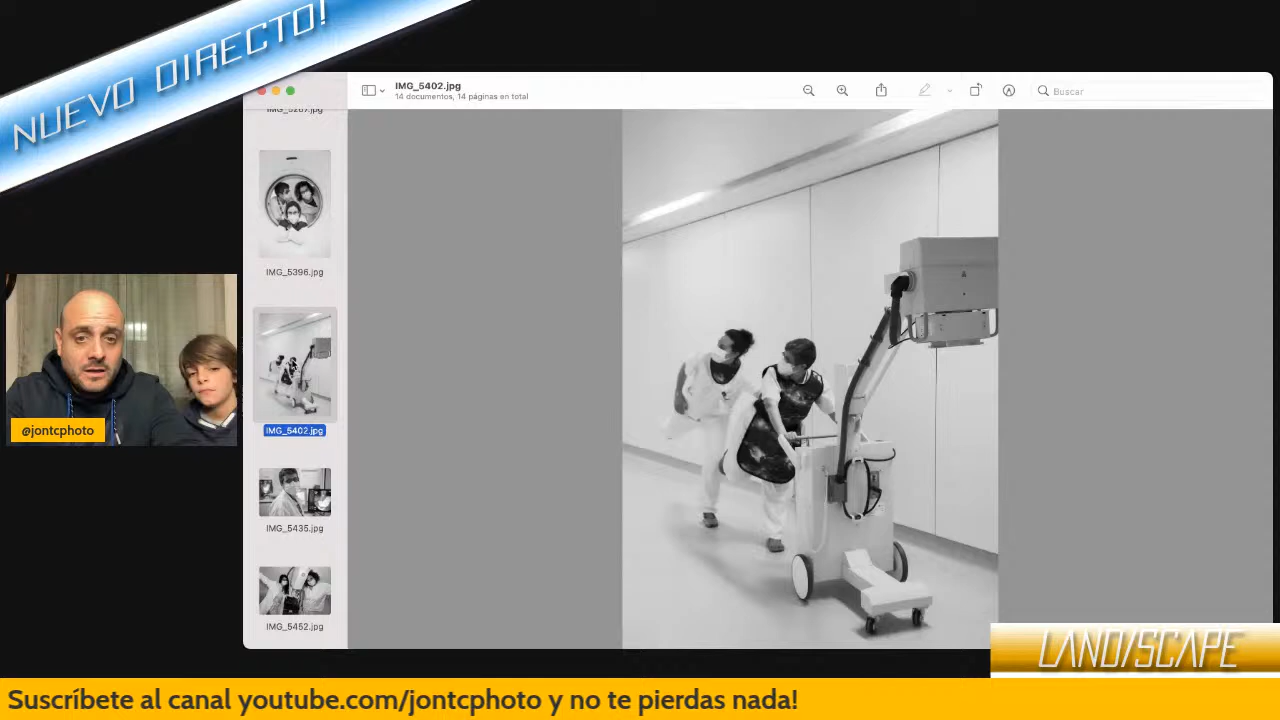 NUEVO DIRECTO!
IMG_5402.jpg
14 documentos, 14 páginas en total
Buscar
IMG_5396.jpg
IMG_5402.jpg
@jontcphoto
IMG_5435.jpg
IMG_5452.jpg
LAND/SCAPE
Suscríbete al canal youtube.com/jontcphoto y no te pierdas nada!